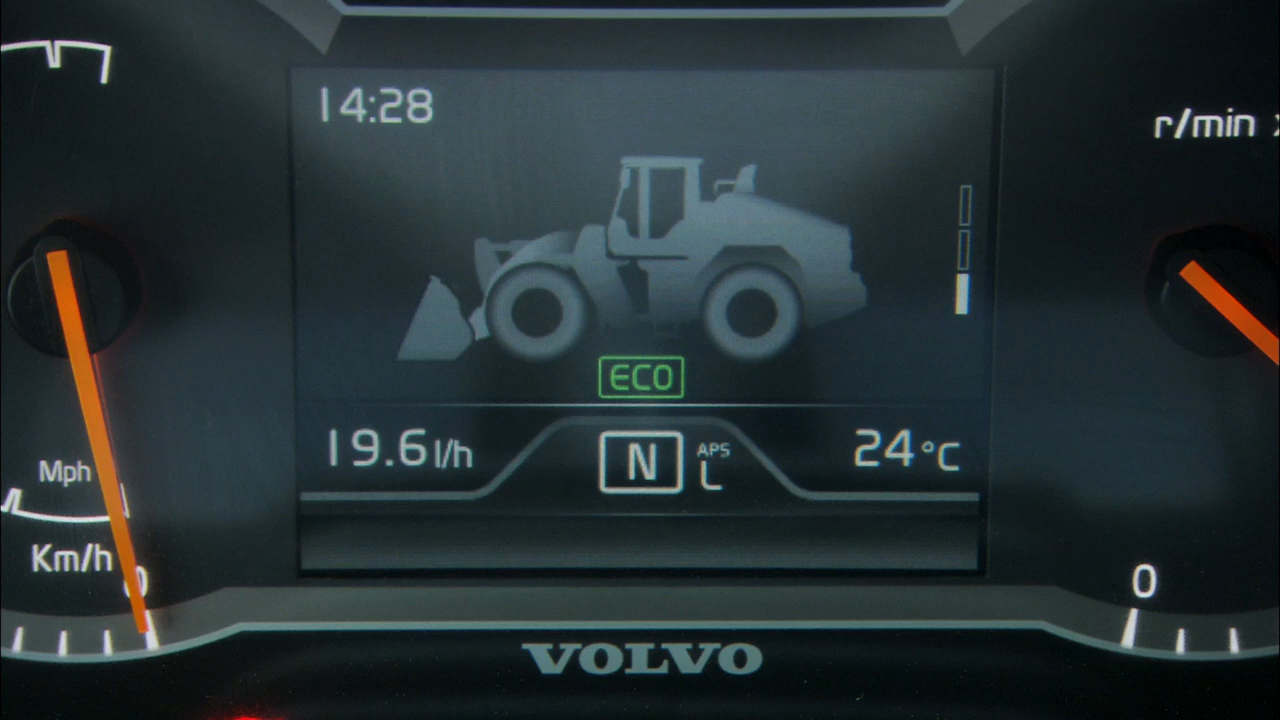 14:28
r/min
ECO
19.6 l/h
N
APS
L
24°C
Mph
Km/h
0
0
VOLVO